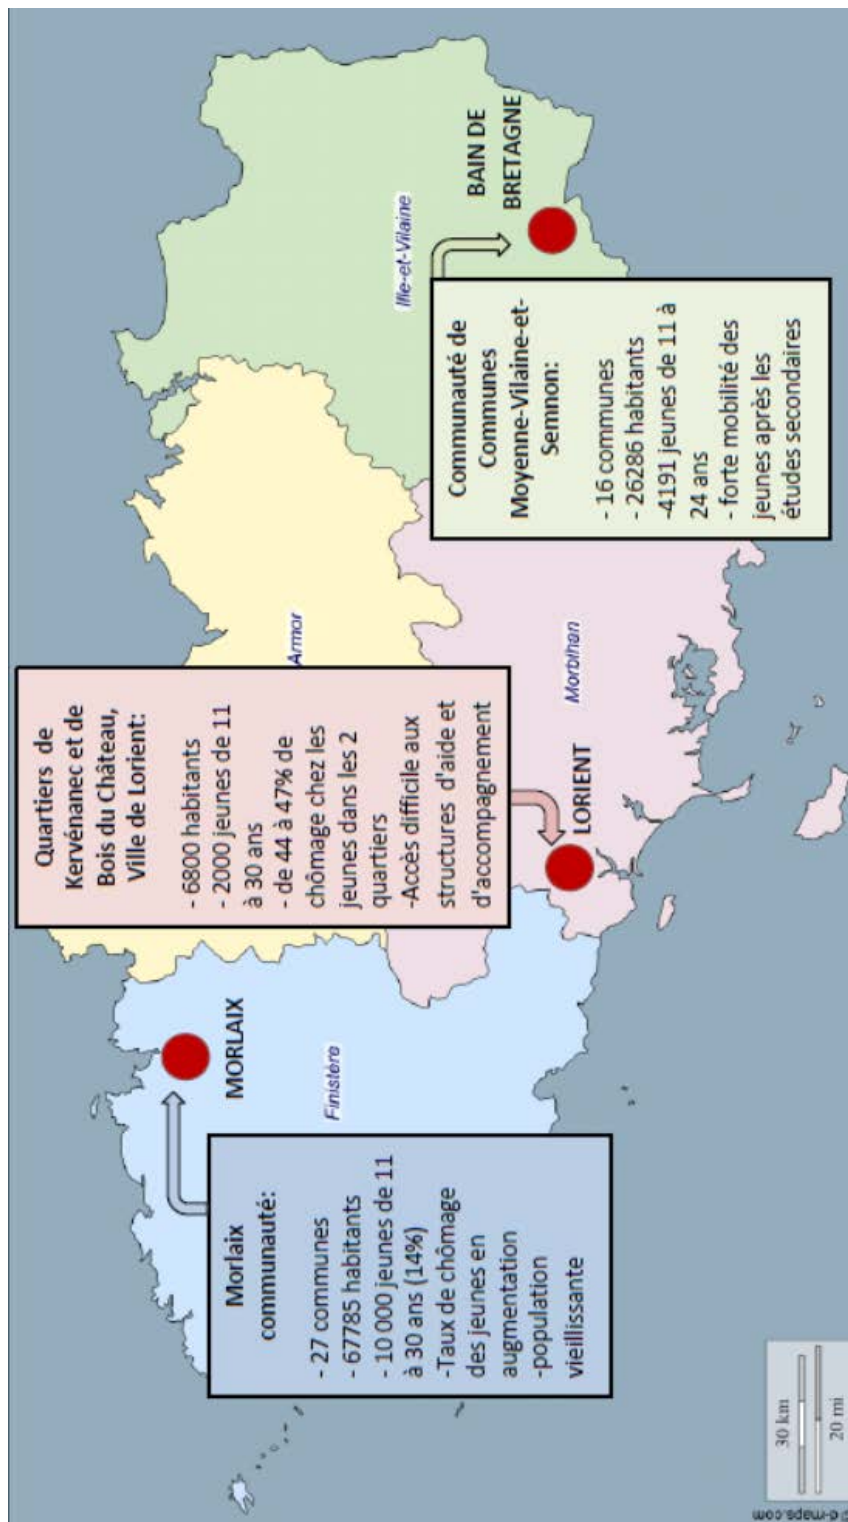 Morlaix
communauté:
- 27 communes
- 67785 habitants
- 10 000 jeunes de 11
à 30 ans (14%)
-Taux de chômage
des jeunes en
augmentation
-population
vieillissante
MORLAIX
Finistère
Quartiers de
Kervénanec et de
Bois du Château,
Ville de Lorient:
- 6800 habitants
- 2000 jeunes de 11
à 30 ans
- de 44 à 47% de
chômage chez les
jeunes dans les 2
quartiers
-Accès difficile aux
structures d'aide et
d'accompagnement
LORIENT
Armor
Morbihan
Communauté de
Communes
Moyenne-Vilaine-et-
Semnon:
- 16 communes
- 26286 habitants
-4191 jeunes de 11 à
24 ans
- forte mobilité des
jeunes après les
études secondaires
Ille-et-Vilaine
BAIN DE
BRETAGNE
30 km
20 mi
© d-maps.com